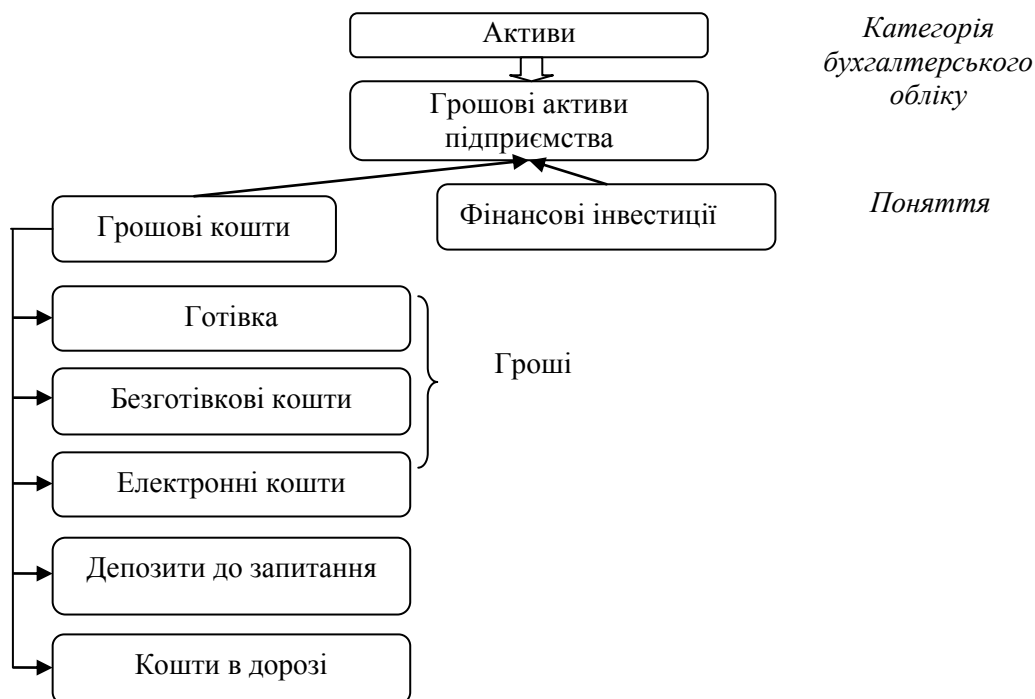 Активи
Категорія
бухгалтерського
обліку
Грошові активи
підприємства
Грошові кошти
Фінансові інвестиції
Поняття
Готівка
Гроші
Безготівкові кошти
Електронні кошти
Депозити до запитання
Кошти в дорозі